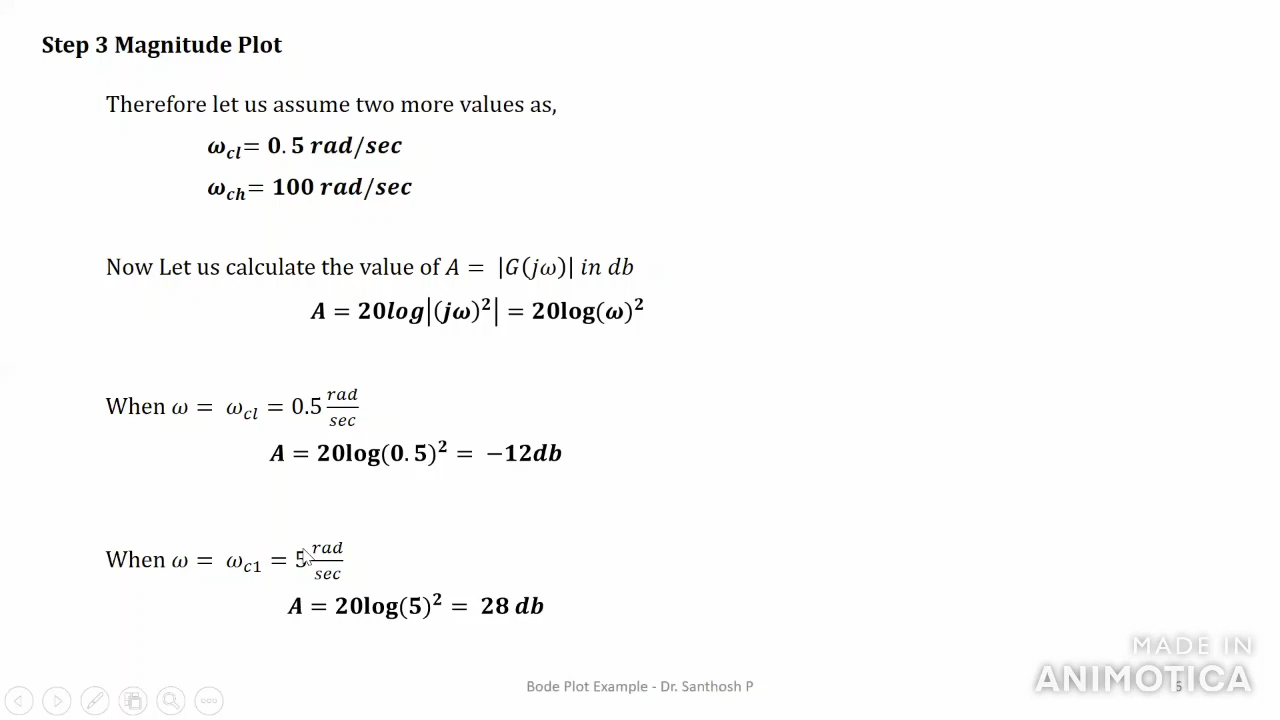 Step 3 Magnitude Plot
Therefore let us assume two more values as,
ω_cl = 0.5 rad/sec
ω_ch = 100 rad/sec
Now Let us calculate the value of A = |G(jω)| in db
A = 20log|(jω)²| = 20log(ω)²
When ω = ω_cl = 0.5 rad/sec
A = 20log(0.5)² = −12db
When ω = ω_c1 = 5 rad/sec
A = 20log(5)² = 28 db
MADE IN
ANIMOTICA
Bode Plot Example - Dr. Santhosh P